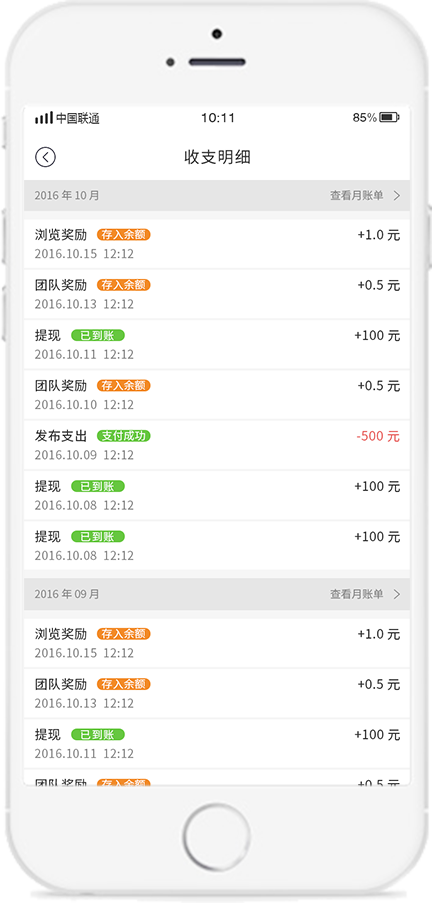 中国联通 10:11 85%
收支明细
2016 年 10 月 查看月账单
浏览奖励 存入余额 +1.0 元
2016.10.15 12:12
团队奖励 存入余额 +0.5 元
2016.10.13 12:12
提现 已到账 +100 元
2016.10.11 12:12
团队奖励 存入余额 +0.5 元
2016.10.10 12:12
发布支出 支付成功 -500 元
2016.10.09 12:12
提现 已到账 +100 元
2016.10.08 12:12
提现 已到账 +100 元
2016.10.08 12:12
2016 年 09 月 查看月账单
浏览奖励 存入余额 +1.0 元
2016.10.15 12:12
团队奖励 存入余额 +0.5 元
2016.10.13 12:12
提现 已到账 +100 元
2016.10.11 12:12
团队奖励 存入余额 +0.5 元